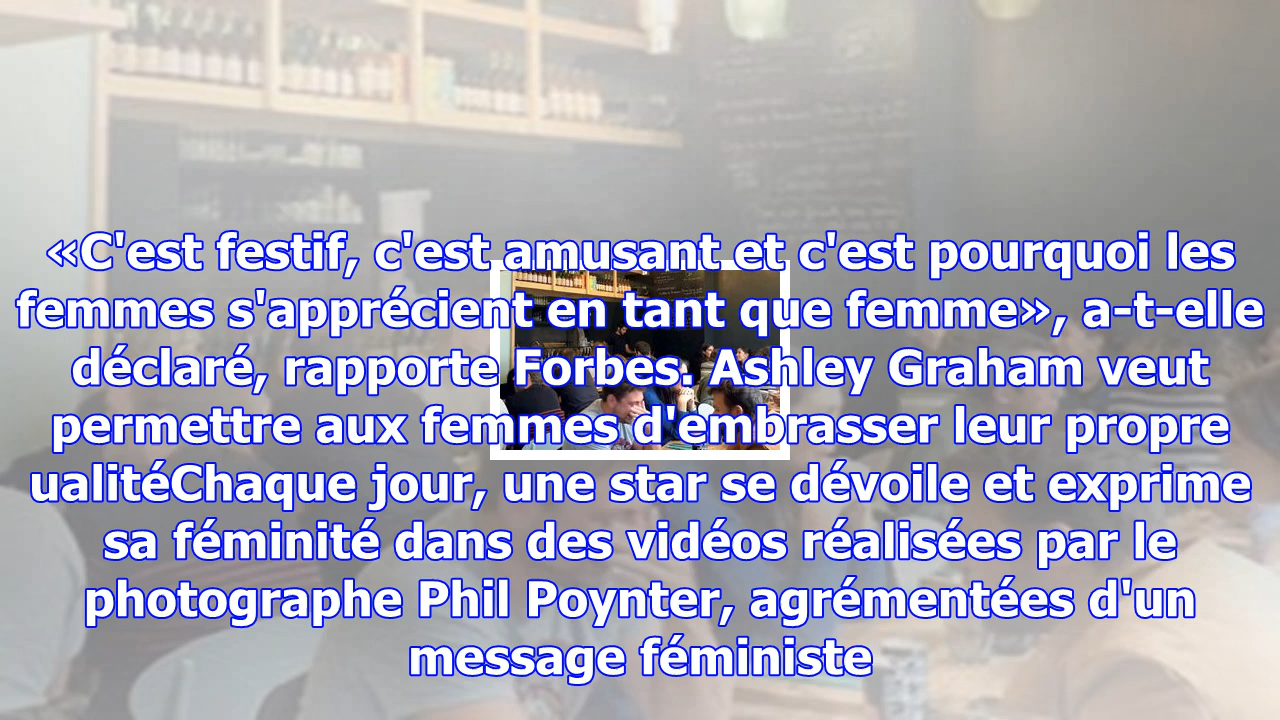 «C'est festif, c'est amusant et c'est pourquoi les
femmes s'apprécient en tant que femme», a-t-elle
déclaré, rapporte Forbes. Ashley Graham veut
permettre aux femmes d'embrasser leur propre
ualitéChaque jour, une star se dévoile et exprime
sa féminité dans des vidéos réalisées par le
photographe Phil Poynter, agrémentées d'un
message féministe